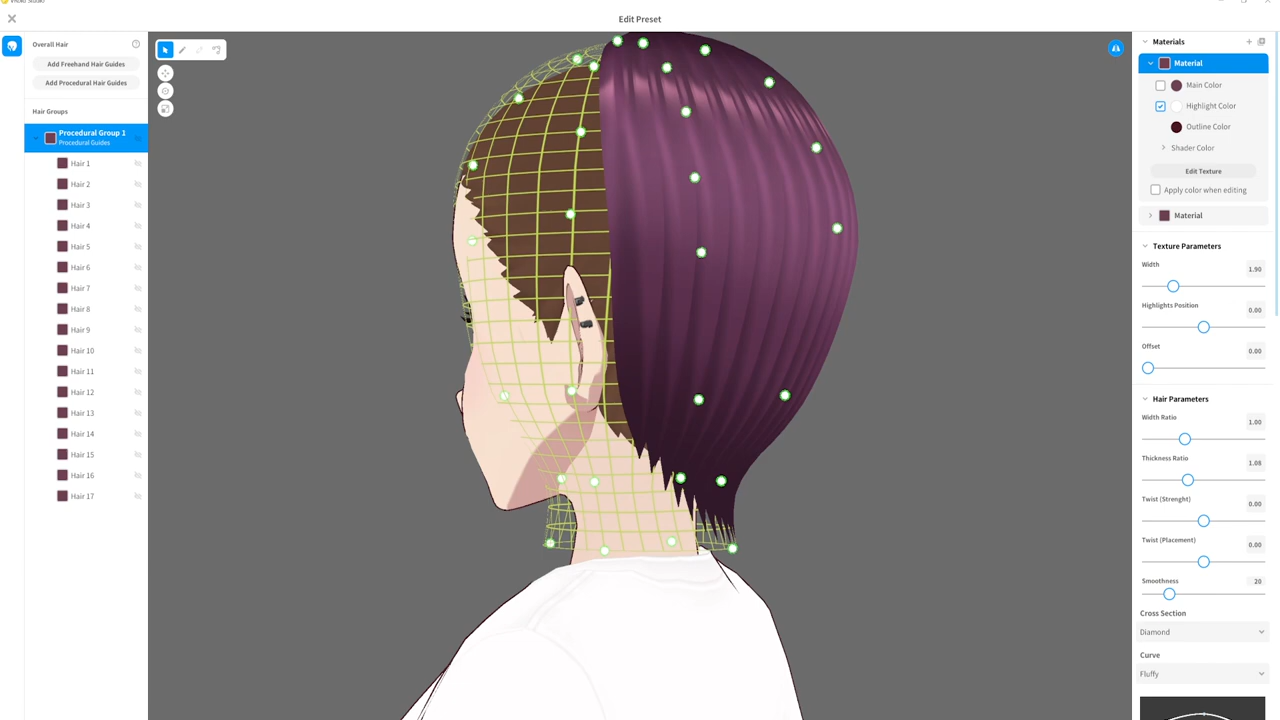 VRoid Studio
Edit Preset
Overall Hair
?
Add Freehand Hair Guides
Add Procedural Hair Guides
Hair Groups
Procedural Group 1
Procedural Guides
Hair 1
Hair 2
Hair 3
Hair 4
Hair 5
Hair 6
Hair 7
Hair 8
Hair 9
Hair 10
Hair 11
Hair 12
Hair 13
Hair 14
Hair 15
Hair 16
Hair 17
Materials
Material
Main Color
Highlight Color
Outline Color
Shader Color
Edit Texture
Apply color when editing
Material
Texture Parameters
Width
1.90
Highlights Position
0.00
Offset
0.00
Hair Parameters
Width Ratio
1.00
Thickness Ratio
1.08
Twist (Strenght)
0.00
Twist (Placement)
0.00
Smoothness
20
Cross Section
Diamond
Curve
Fluffy